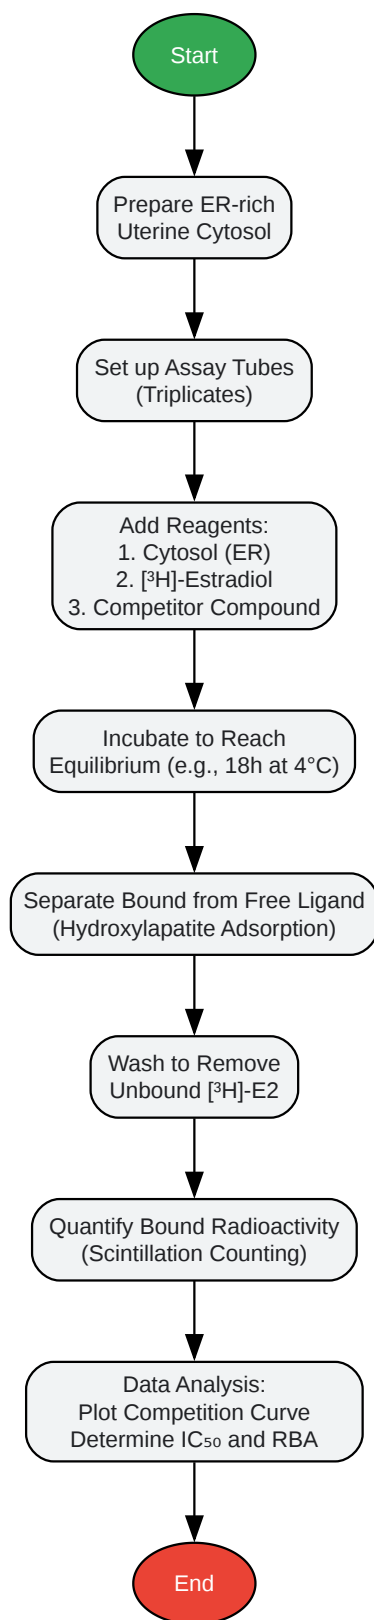 Start
Prepare ER-rich
Uterine Cytosol
Set up Assay Tubes
(Triplicates)
Add Reagents:
1. Cytosol (ER)
2. [³H]-Estradiol
3. Competitor Compound
Incubate to Reach
Equilibrium (e.g., 18h at 4°C)
Separate Bound from Free Ligand
(Hydroxylapatite Adsorption)
Wash to Remove
Unbound [³H]-E2
Quantify Bound Radioactivity
(Scintillation Counting)
Data Analysis:
Plot Competition Curve
Determine IC₅₀ and RBA
End